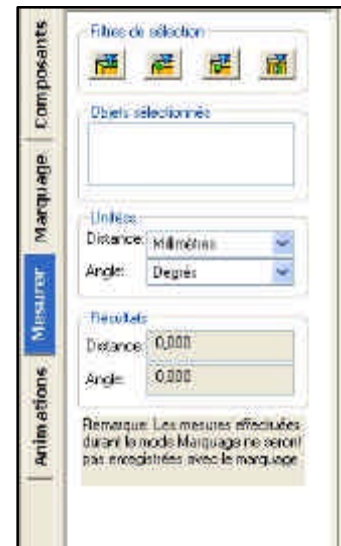 Composants
Marquage
Mesurer
Animations
Filtres de sélection
Objets sélectionnés
Unités
Distance: Millimètres
Angle: Degrés
Résultats
Distance: 0,000
Angle: 0,000
Remarque: Les mesures effectuées
durant le mode Marquage ne seront
pas enregistrées avec le marquage